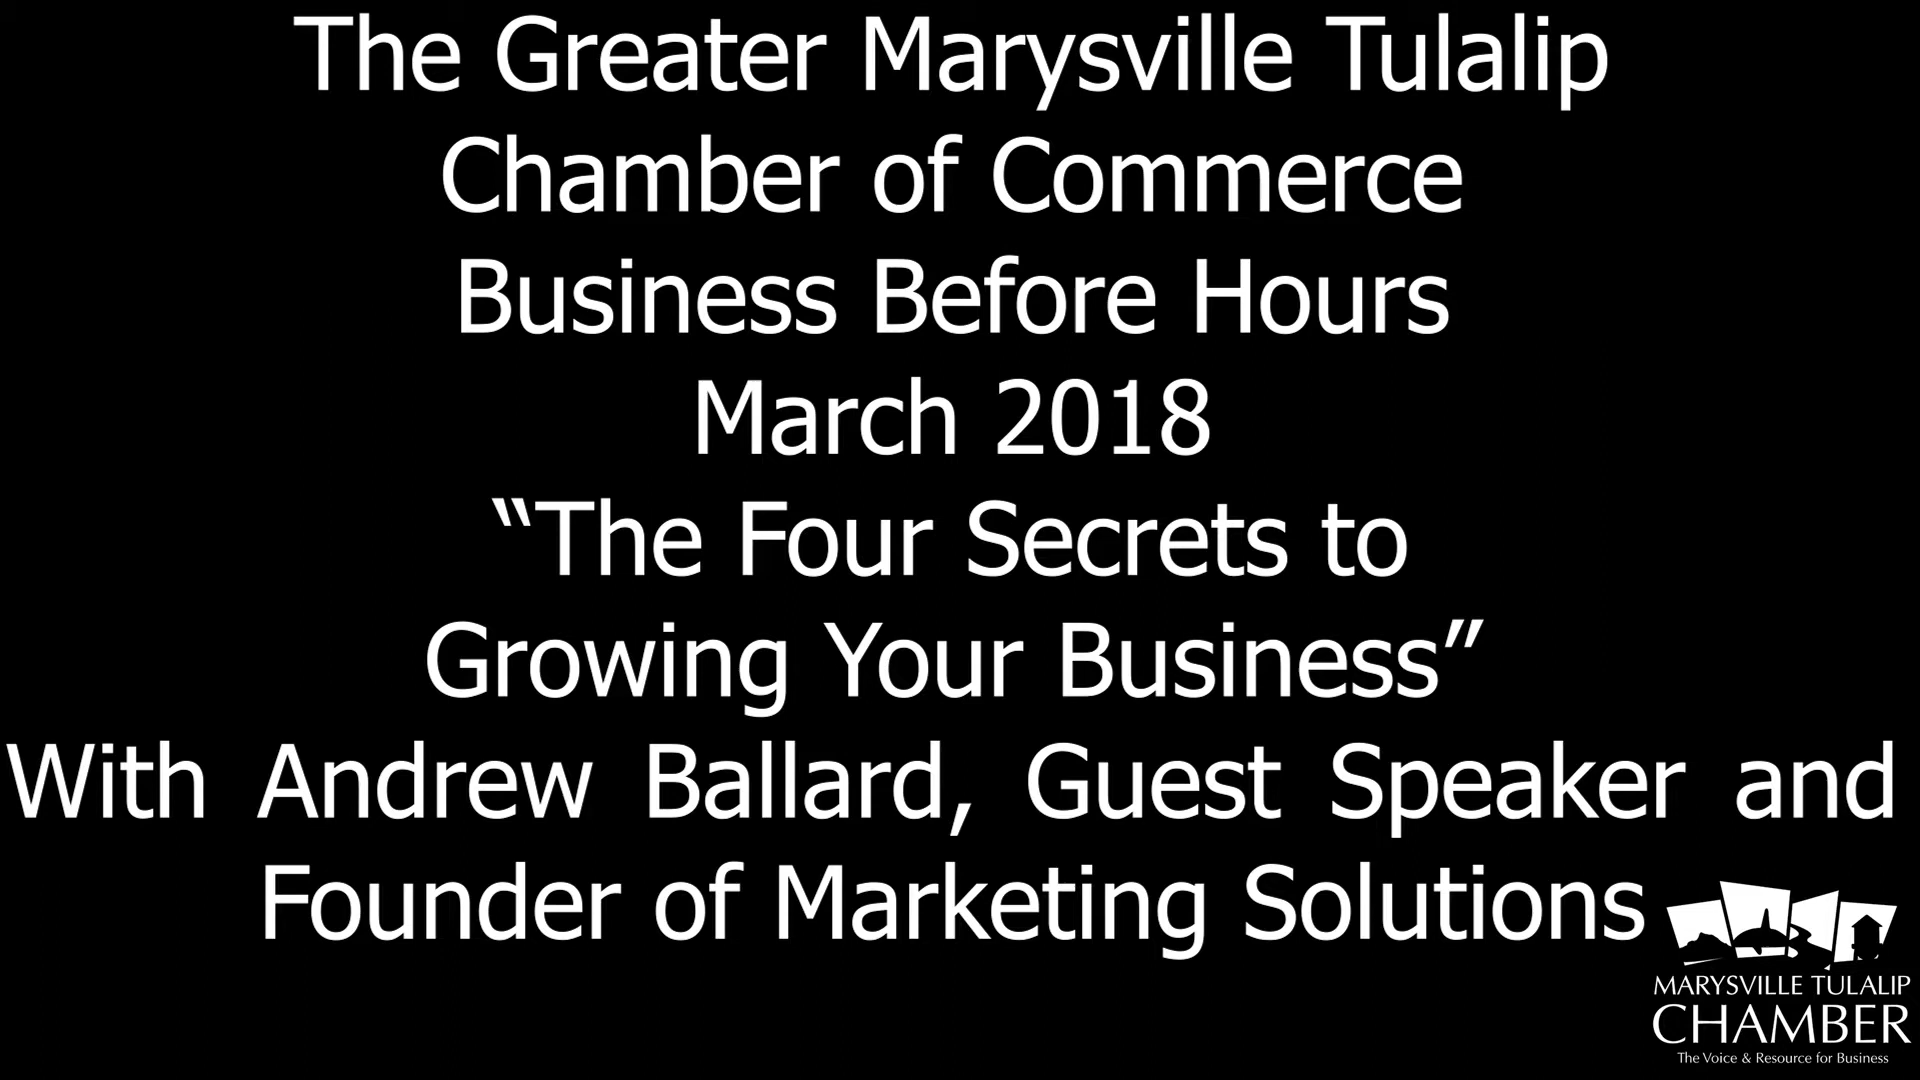 The Greater Marysville Tulalip
Chamber of Commerce
Business Before Hours
March 2018
“The Four Secrets to
Growing Your Business”
With Andrew Ballard, Guest Speaker and
Founder of Marketing Solutions
MARYSVILLE TULALIP
CHAMBER
The Voice & Resource for Business